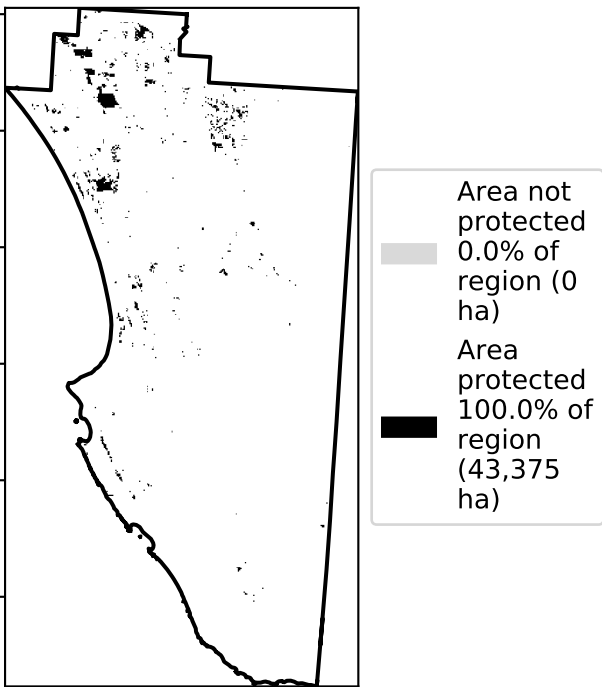 Area not
protected
0.0% of
region (0
ha)
Area
protected
100.0% of
region
(43,375
ha)